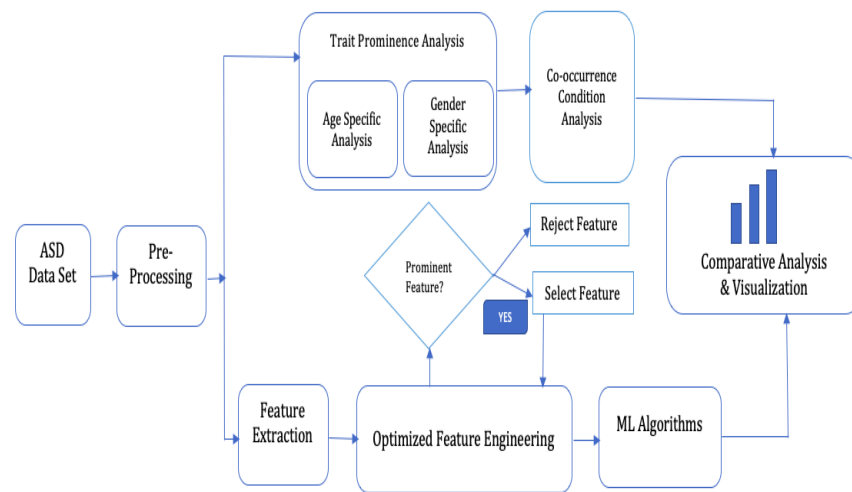 Trait Prominence Analysis
Age Specific
Analysis
Gender
Specific
Analysis
Co-occurrence
Condition
Analysis
ASD
Data Set
Pre-
Processing
Prominent
Feature?
Reject Feature
Select Feature
YES
Comparative Analysis
& Visualization
Feature
Extraction
Optimized Feature Engineering
ML Algorithms